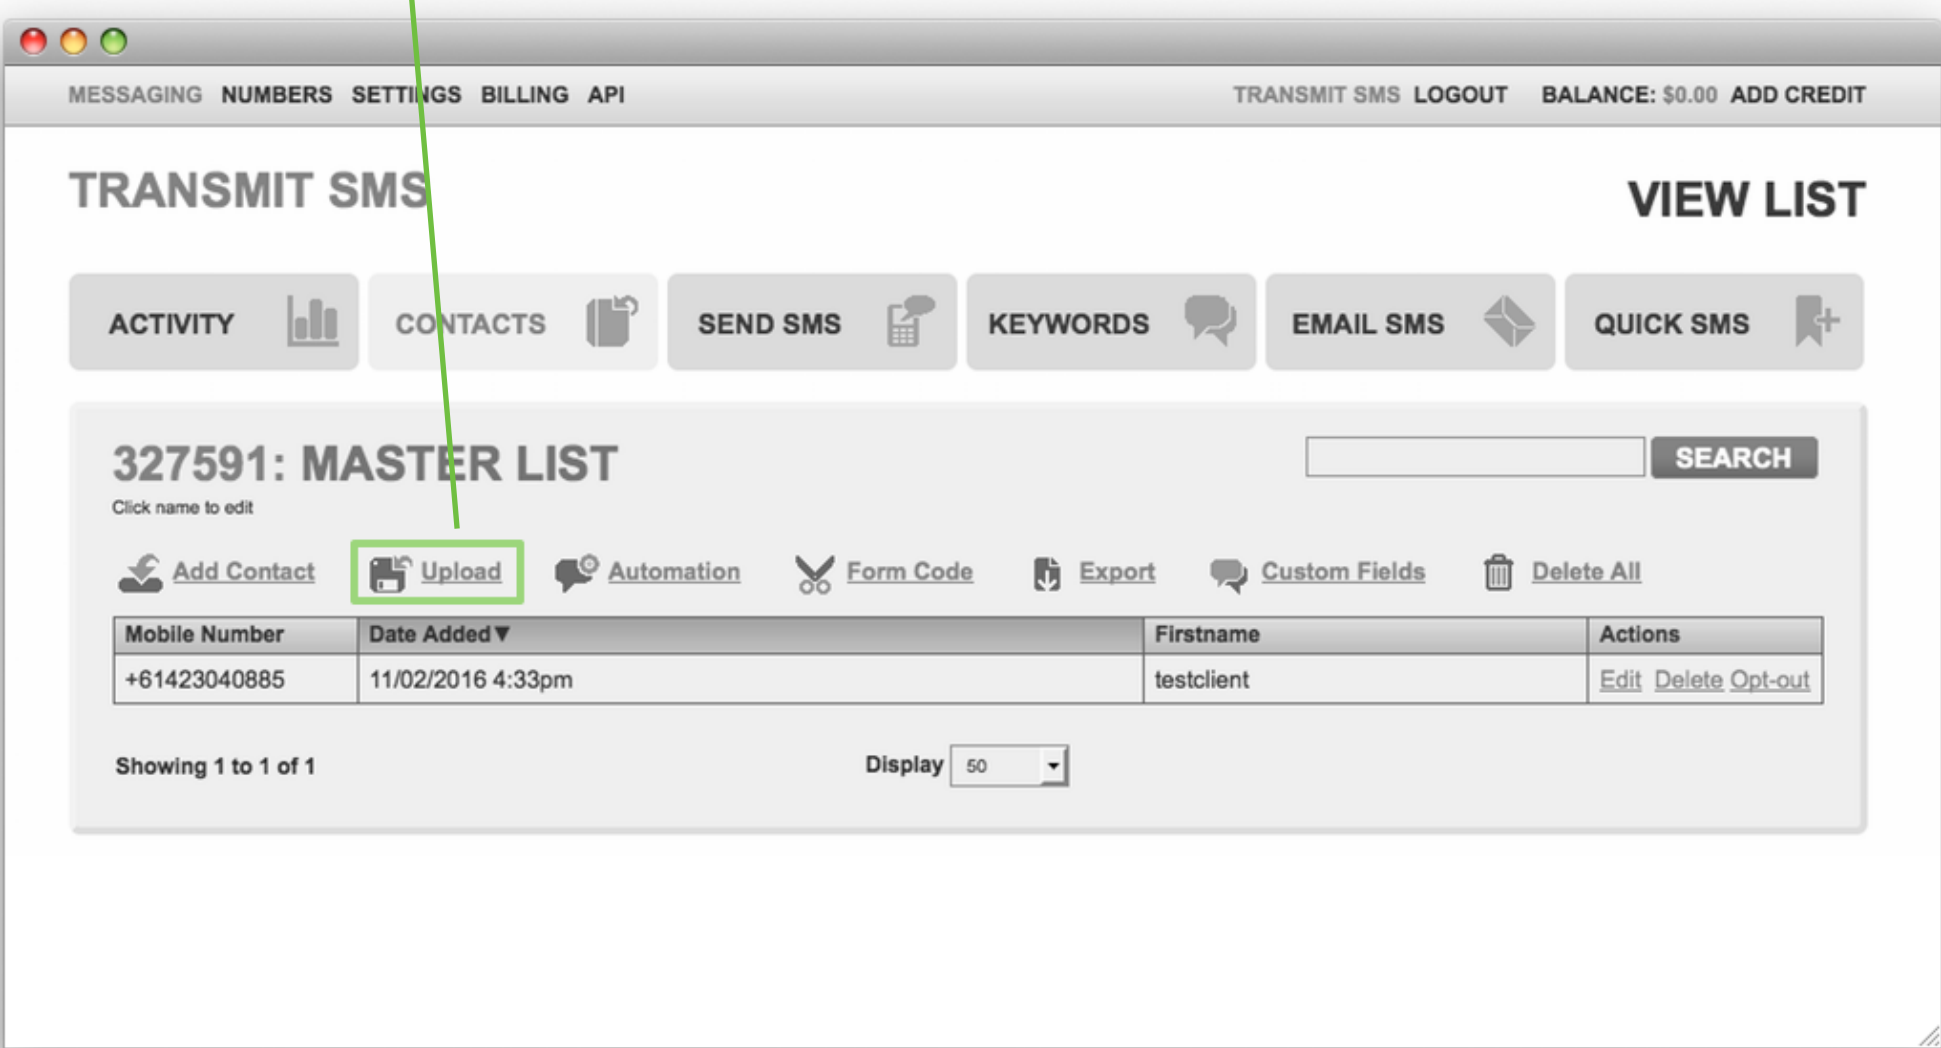 MESSAGING NUMBERS SETTINGS BILLING API TRANSMIT SMS LOGOUT BALANCE: $0.00 ADD CREDIT
TRANSMIT SMS
VIEW LIST
ACTIVITY CONTACTS SEND SMS KEYWORDS EMAIL SMS QUICK SMS
327591: MASTER LIST
SEARCH
Click name to edit
Add Contact Upload Automation Form Code Export Custom Fields Delete All
Mobile Number Date Added▼ Firstname Actions
+61423040885 11/02/2016 4:33pm testclient Edit Delete Opt-out
Showing 1 to 1 of 1 Display 50